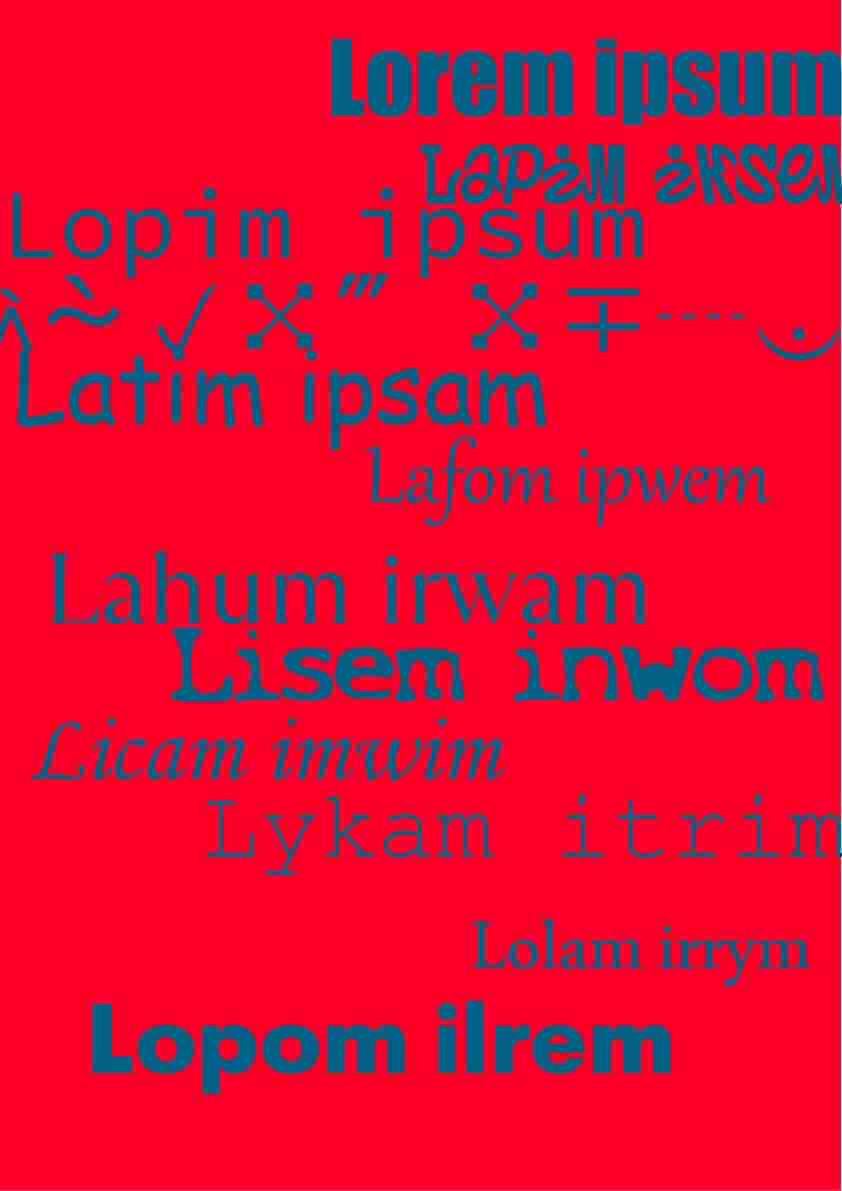 Lorem ipsum
Lapim iksem
Lopim ipsum
Latim ipsam
Lafom ipwem
Lahum irwam
Lisem inwom
Licam imwim
Lykam itrim
Lolam irrym
Lopom ilrem